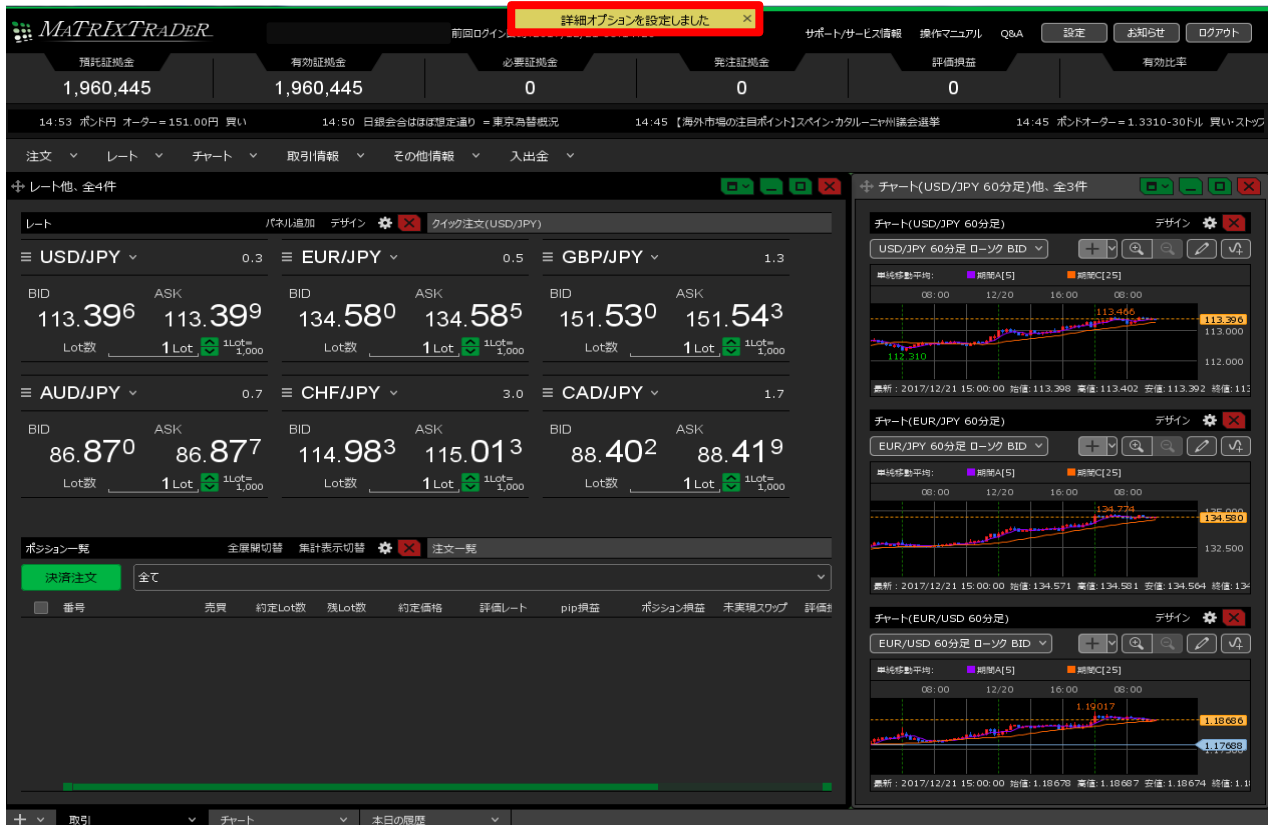 詳細オプションを設定しました ×
MATRIXTRADER 前回ログイン サポート/サービス情報 操作マニュアル Q&A 設定 お知らせ ログアウト
預託証拠金 有効証拠金 必要証拠金 発注証拠金 評価損益 有効比率
1,960,445 1,960,445 0 0 0
14:53 ポンド円 オーダー=151.00円 買い 14:50 日銀会合はほぼ想定通り =東京為替概況 14:45 【海外市場の注目ポイント】スペイン・カタルーニャ州議会選挙 14:45 ポンドオーダー=1.3310-30ドル 買い・ストップ
注文 レート チャート 取引情報 その他情報 入出金
レート他、全4件
レート パネル追加 デザイン クイック注文(USD/JPY)
USD/JPY 0.3 EUR/JPY 0.5 GBP/JPY 1.3
BID ASK BID ASK BID ASK
113.396 113.399 134.580 134.585 151.530 151.543
Lot数 1 Lot 1Lot=1,000 Lot数 1 Lot 1Lot=1,000 Lot数 1 Lot 1Lot=1,000
AUD/JPY 0.7 CHF/JPY 3.0 CAD/JPY 1.7
BID ASK BID ASK BID ASK
86.870 86.877 114.983 115.013 88.402 88.419
Lot数 1 Lot 1Lot=1,000 Lot数 1 Lot 1Lot=1,000 Lot数 1 Lot 1Lot=1,000
ポジション一覧 全展開切替 集計表示切替 注文一覧
決済注文 全て
番号 売買 約定Lot数 残Lot数 約定価格 評価レート pip損益 ポジション損益 未実現スワップ 評価
チャート(USD/JPY 60分足)他、全3件
チャート(USD/JPY 60分足) デザイン
USD/JPY 60分足 ローソク BID
単純移動平均: 期間A[5] 期間C[25]
08:00 12/20 16:00 08:00
113.466
113.396
113.000
112.310
112.000
最新 : 2017/12/21 15:00:00 始値:113.398 高値:113.402 安値:113.392 終値:113
チャート(EUR/JPY 60分足) デザイン
EUR/JPY 60分足 ローソク BID
単純移動平均: 期間A[5] 期間C[25]
08:00 12/20 16:00 08:00
134.774
135.000
134.580
132.500
最新 : 2017/12/21 15:00:00 始値:134.571 高値:134.581 安値:134.564 終値:134
チャート(EUR/USD 60分足) デザイン
EUR/USD 60分足 ローソク BID
単純移動平均: 期間A[5] 期間C[25]
08:00 12/20 16:00 08:00
1.19017
1.18686
1.17688
最新 : 2017/12/21 15:00:00 始値:1.18678 高値:1.18687 安値:1.18674 終値:1.1
取引 チャート 本日の履歴